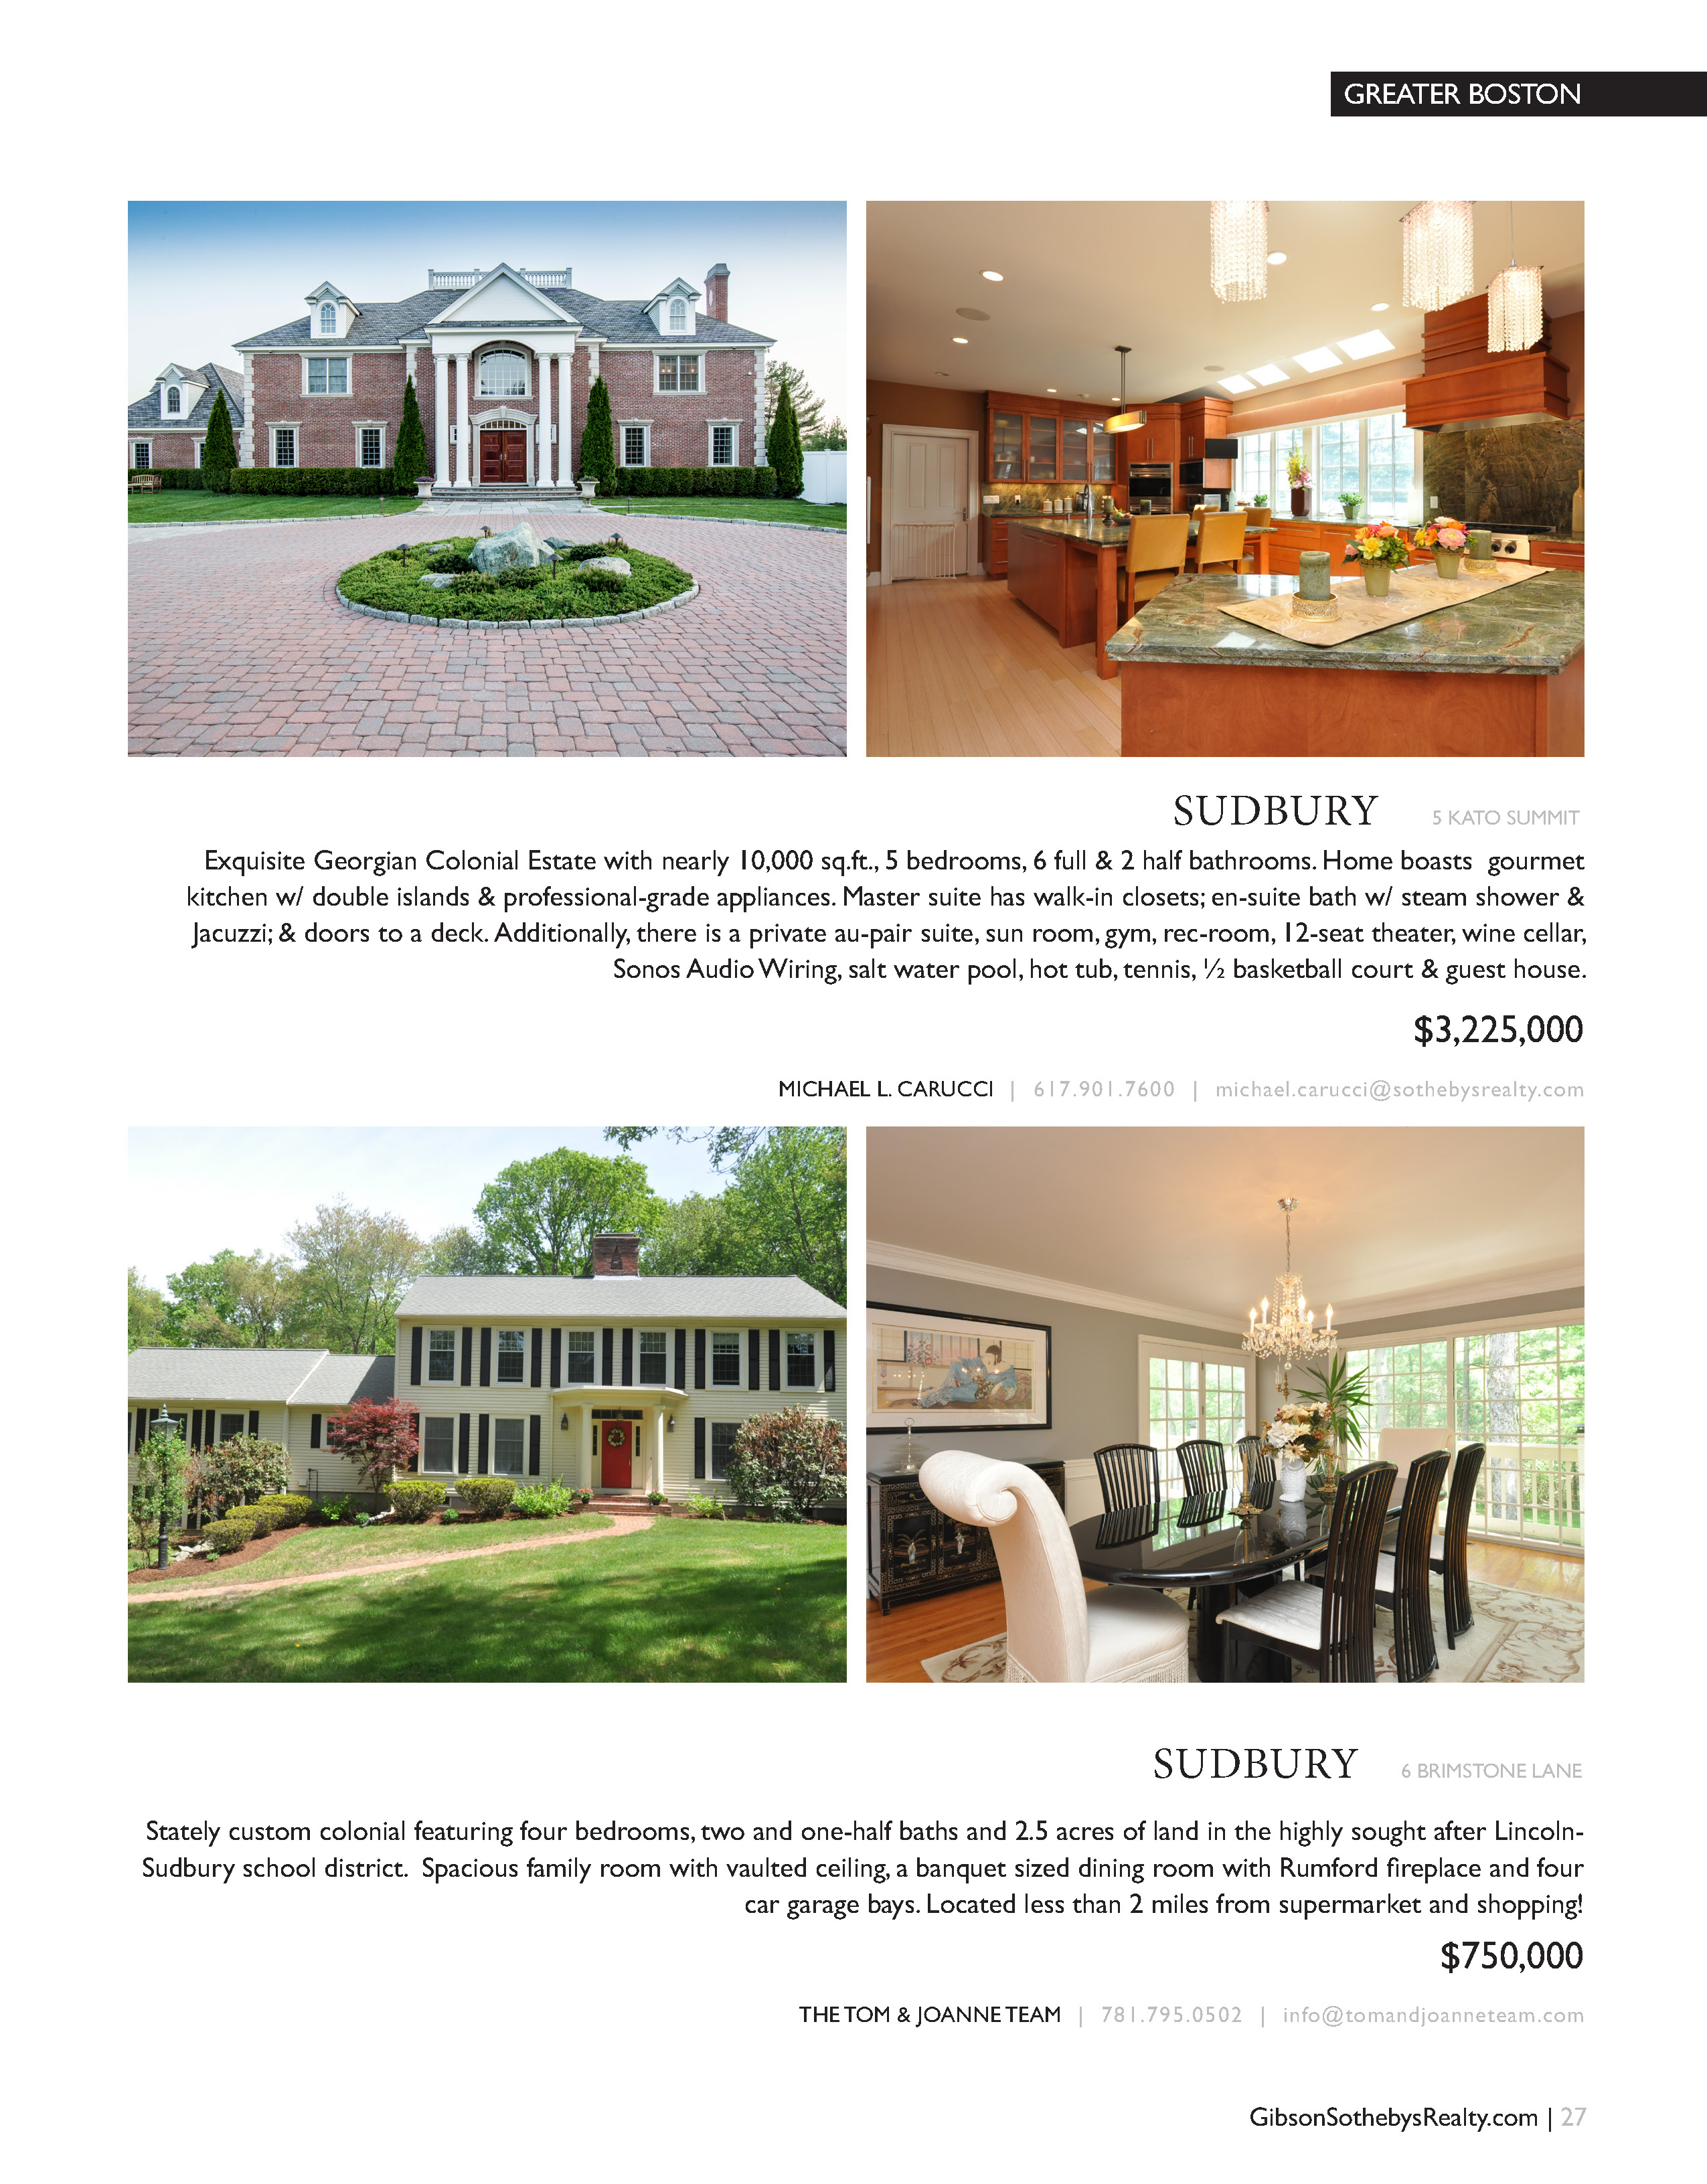 GREATER BOSTON
SUDBURY 5 KATO SUMMIT
Exquisite Georgian Colonial Estate with nearly 10,000 sq.ft., 5 bedrooms, 6 full & 2 half bathrooms. Home boasts gourmet
kitchen w/ double islands & professional-grade appliances. Master suite has walk-in closets; en-suite bath w/ steam shower &
Jacuzzi; & doors to a deck. Additionally, there is a private au-pair suite, sun room, gym, rec-room, 12-seat theater, wine cellar,
Sonos Audio Wiring, salt water pool, hot tub, tennis, ½ basketball court & guest house.
$3,225,000
MICHAEL L. CARUCCI | 617.901.7600 | michael.carucci@sothebysrealty.com
SUDBURY 6 BRIMSTONE LANE
Stately custom colonial featuring four bedrooms, two and one-half baths and 2.5 acres of land in the highly sought after Lincoln-
Sudbury school district. Spacious family room with vaulted ceiling, a banquet sized dining room with Rumford fireplace and four
car garage bays. Located less than 2 miles from supermarket and shopping!
$750,000
THE TOM & JOANNE TEAM | 781.795.0502 | info@tomandjoanneteam.com
GibsonSothebysRealty.com | 27